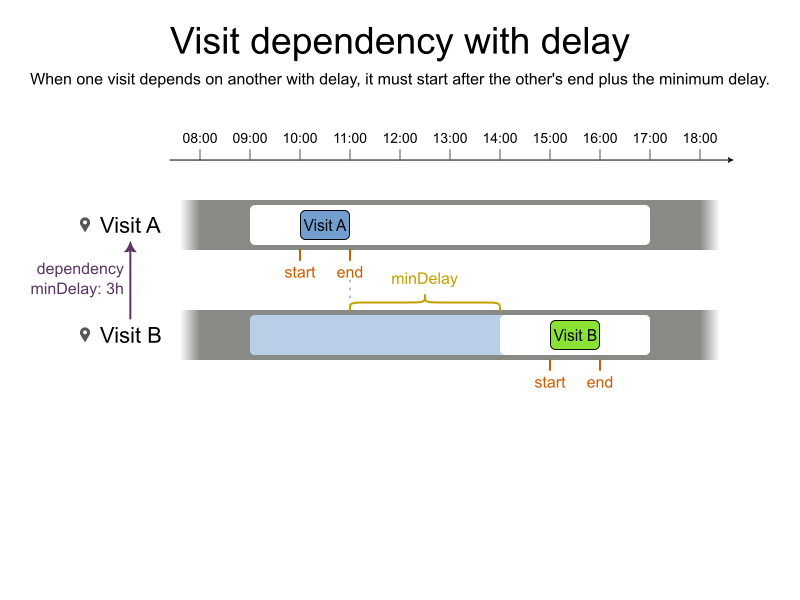 Visit dependency with delay
When one visit depends on another with delay, it must start after the other's end plus the minimum delay.
08:00 09:00 10:00 11:00 12:00 13:00 14:00 15:00 16:00 17:00 18:00
Visit A Visit A
start end
dependency
minDelay: 3h
minDelay
Visit B Visit B
start end